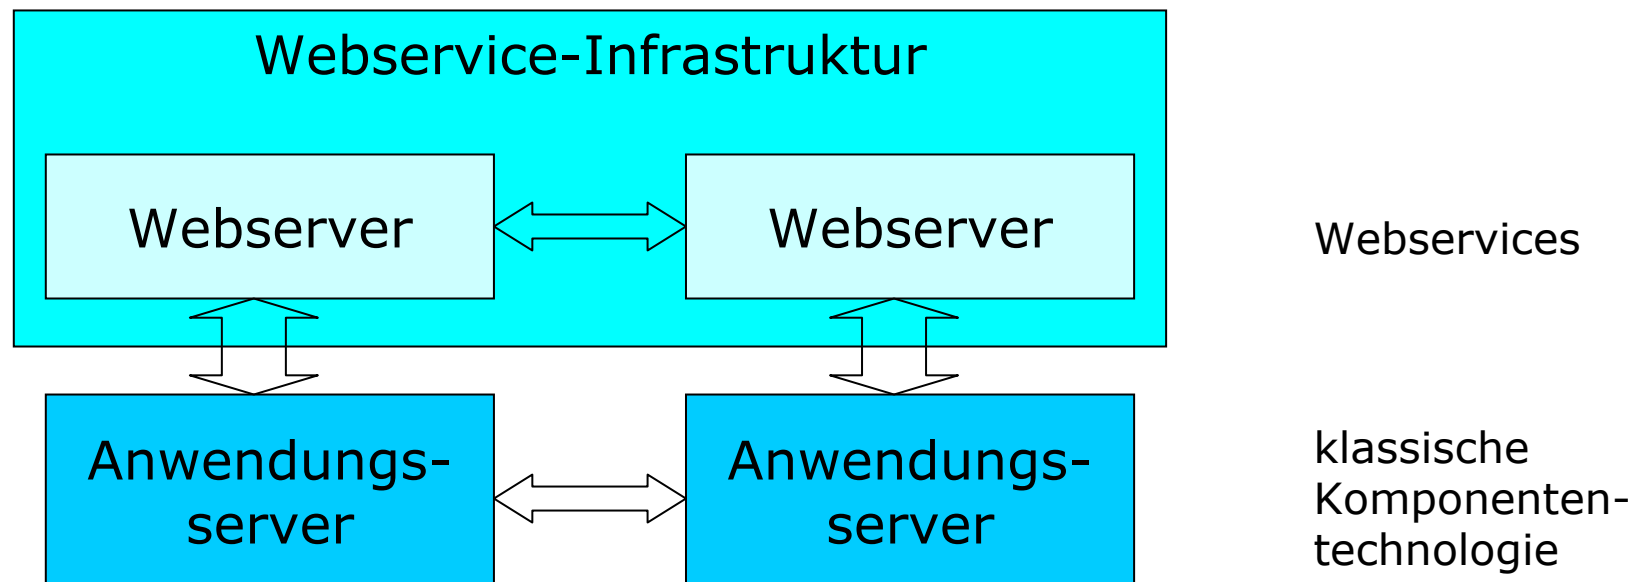 Webservice-Infrastruktur
Webserver
Webserver
Webservices
Anwendungs-
server
Anwendungs-
server
klassische
Komponenten-
technologie